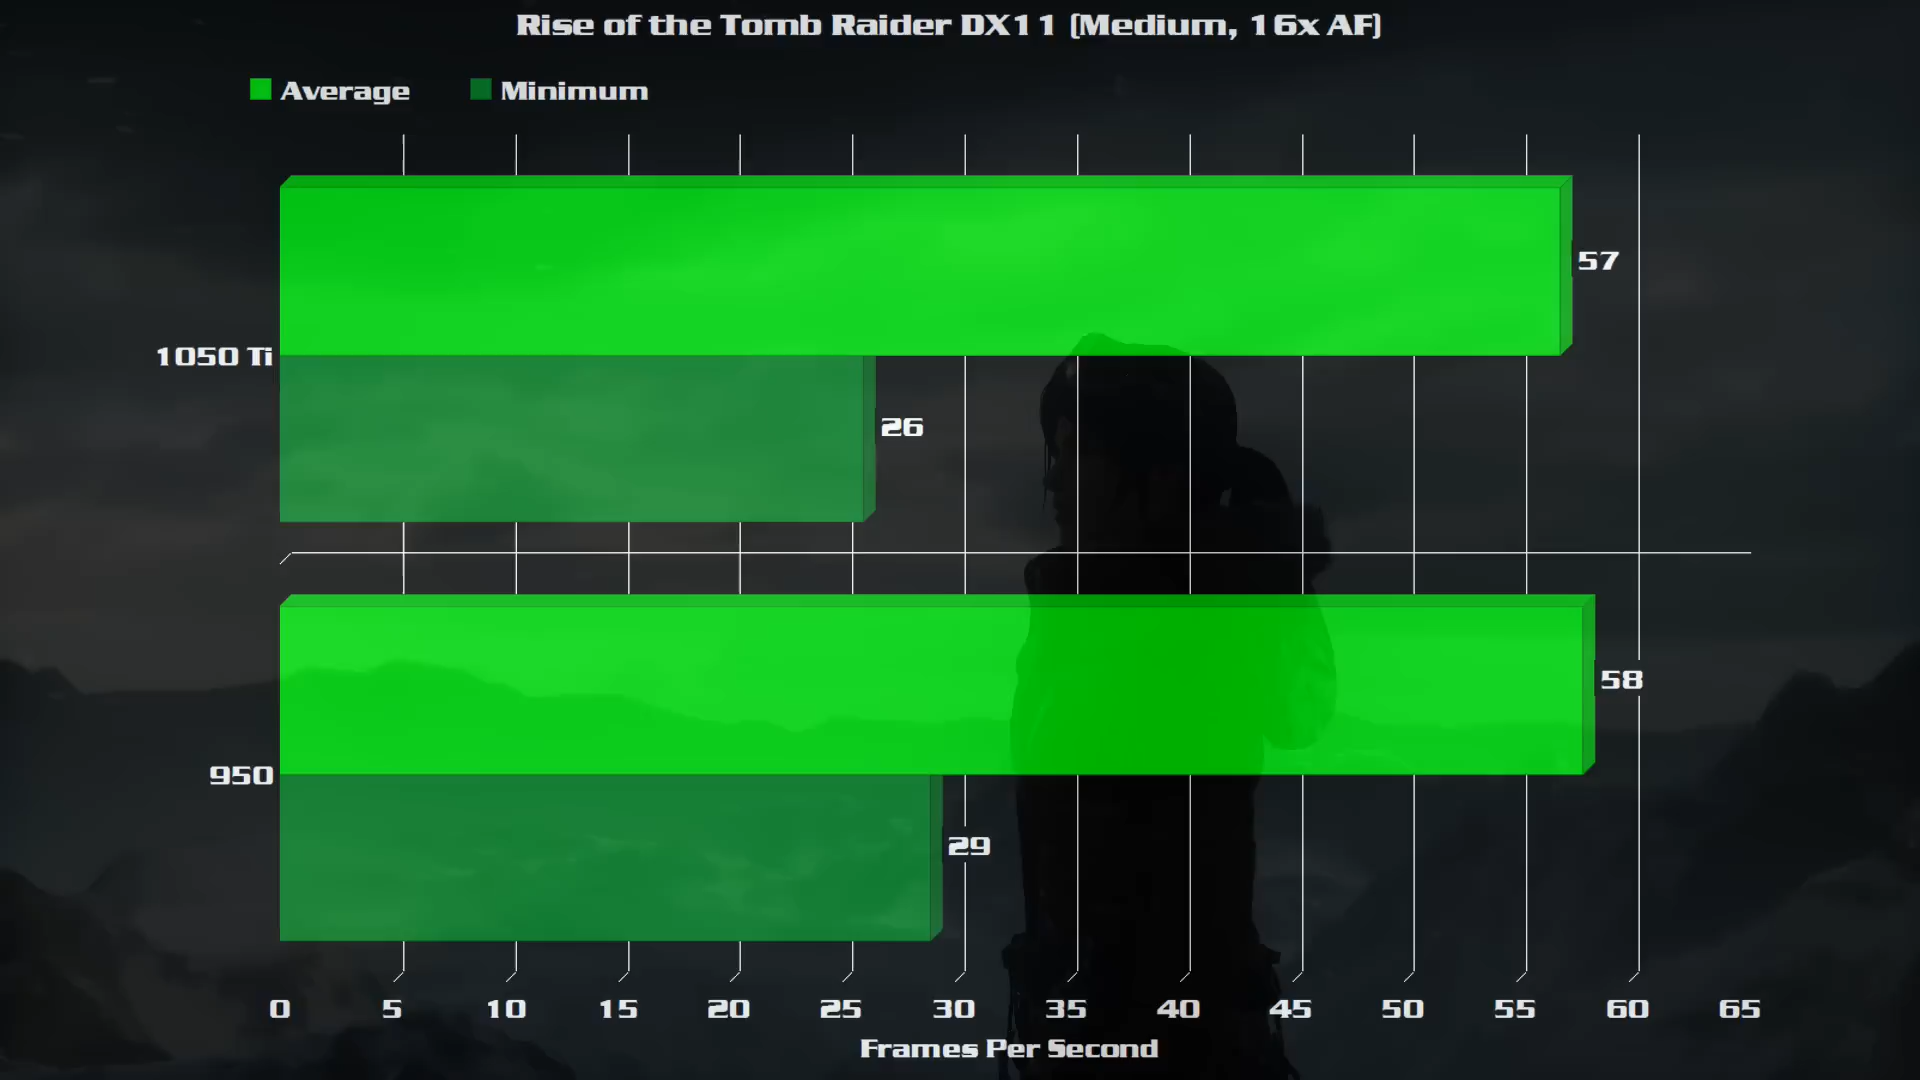 Rise of the Tomb Raider DX11 (Medium, 16x AF)
Average Minimum
57
1050 Ti
26
58
950
29
0 5 10 15 20 25 30 35 40 45 50 55 60 65
Frames Per Second